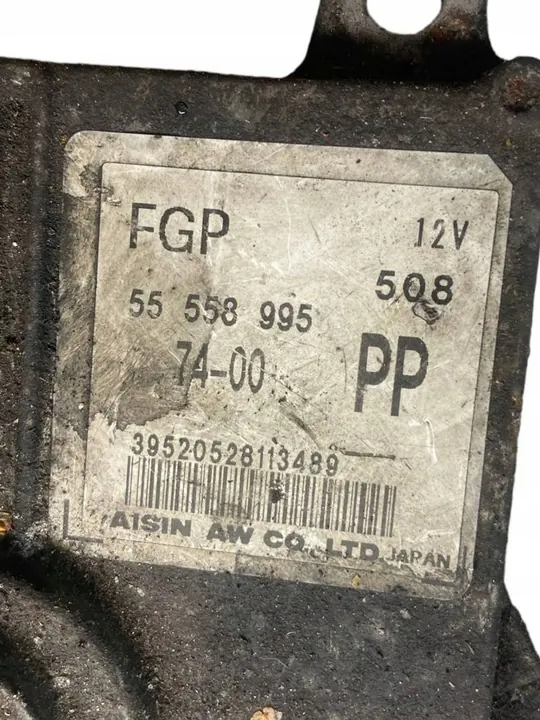 FGP 12V
508
55 558 995
74-00 PP
39520528113489
AISIN AW CO., LTD. JAPAN